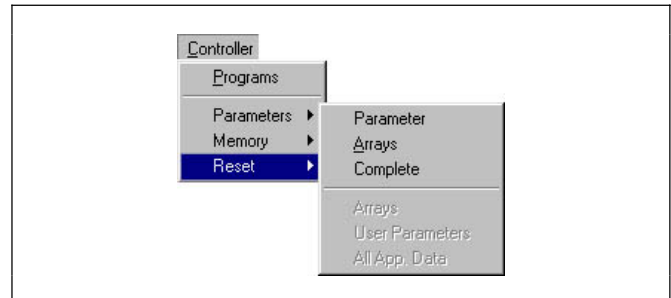 Controller
Programs
Parameters
Memory
Reset
Parameter
Arrays
Complete
Arrays
User Parameters
All App. Data